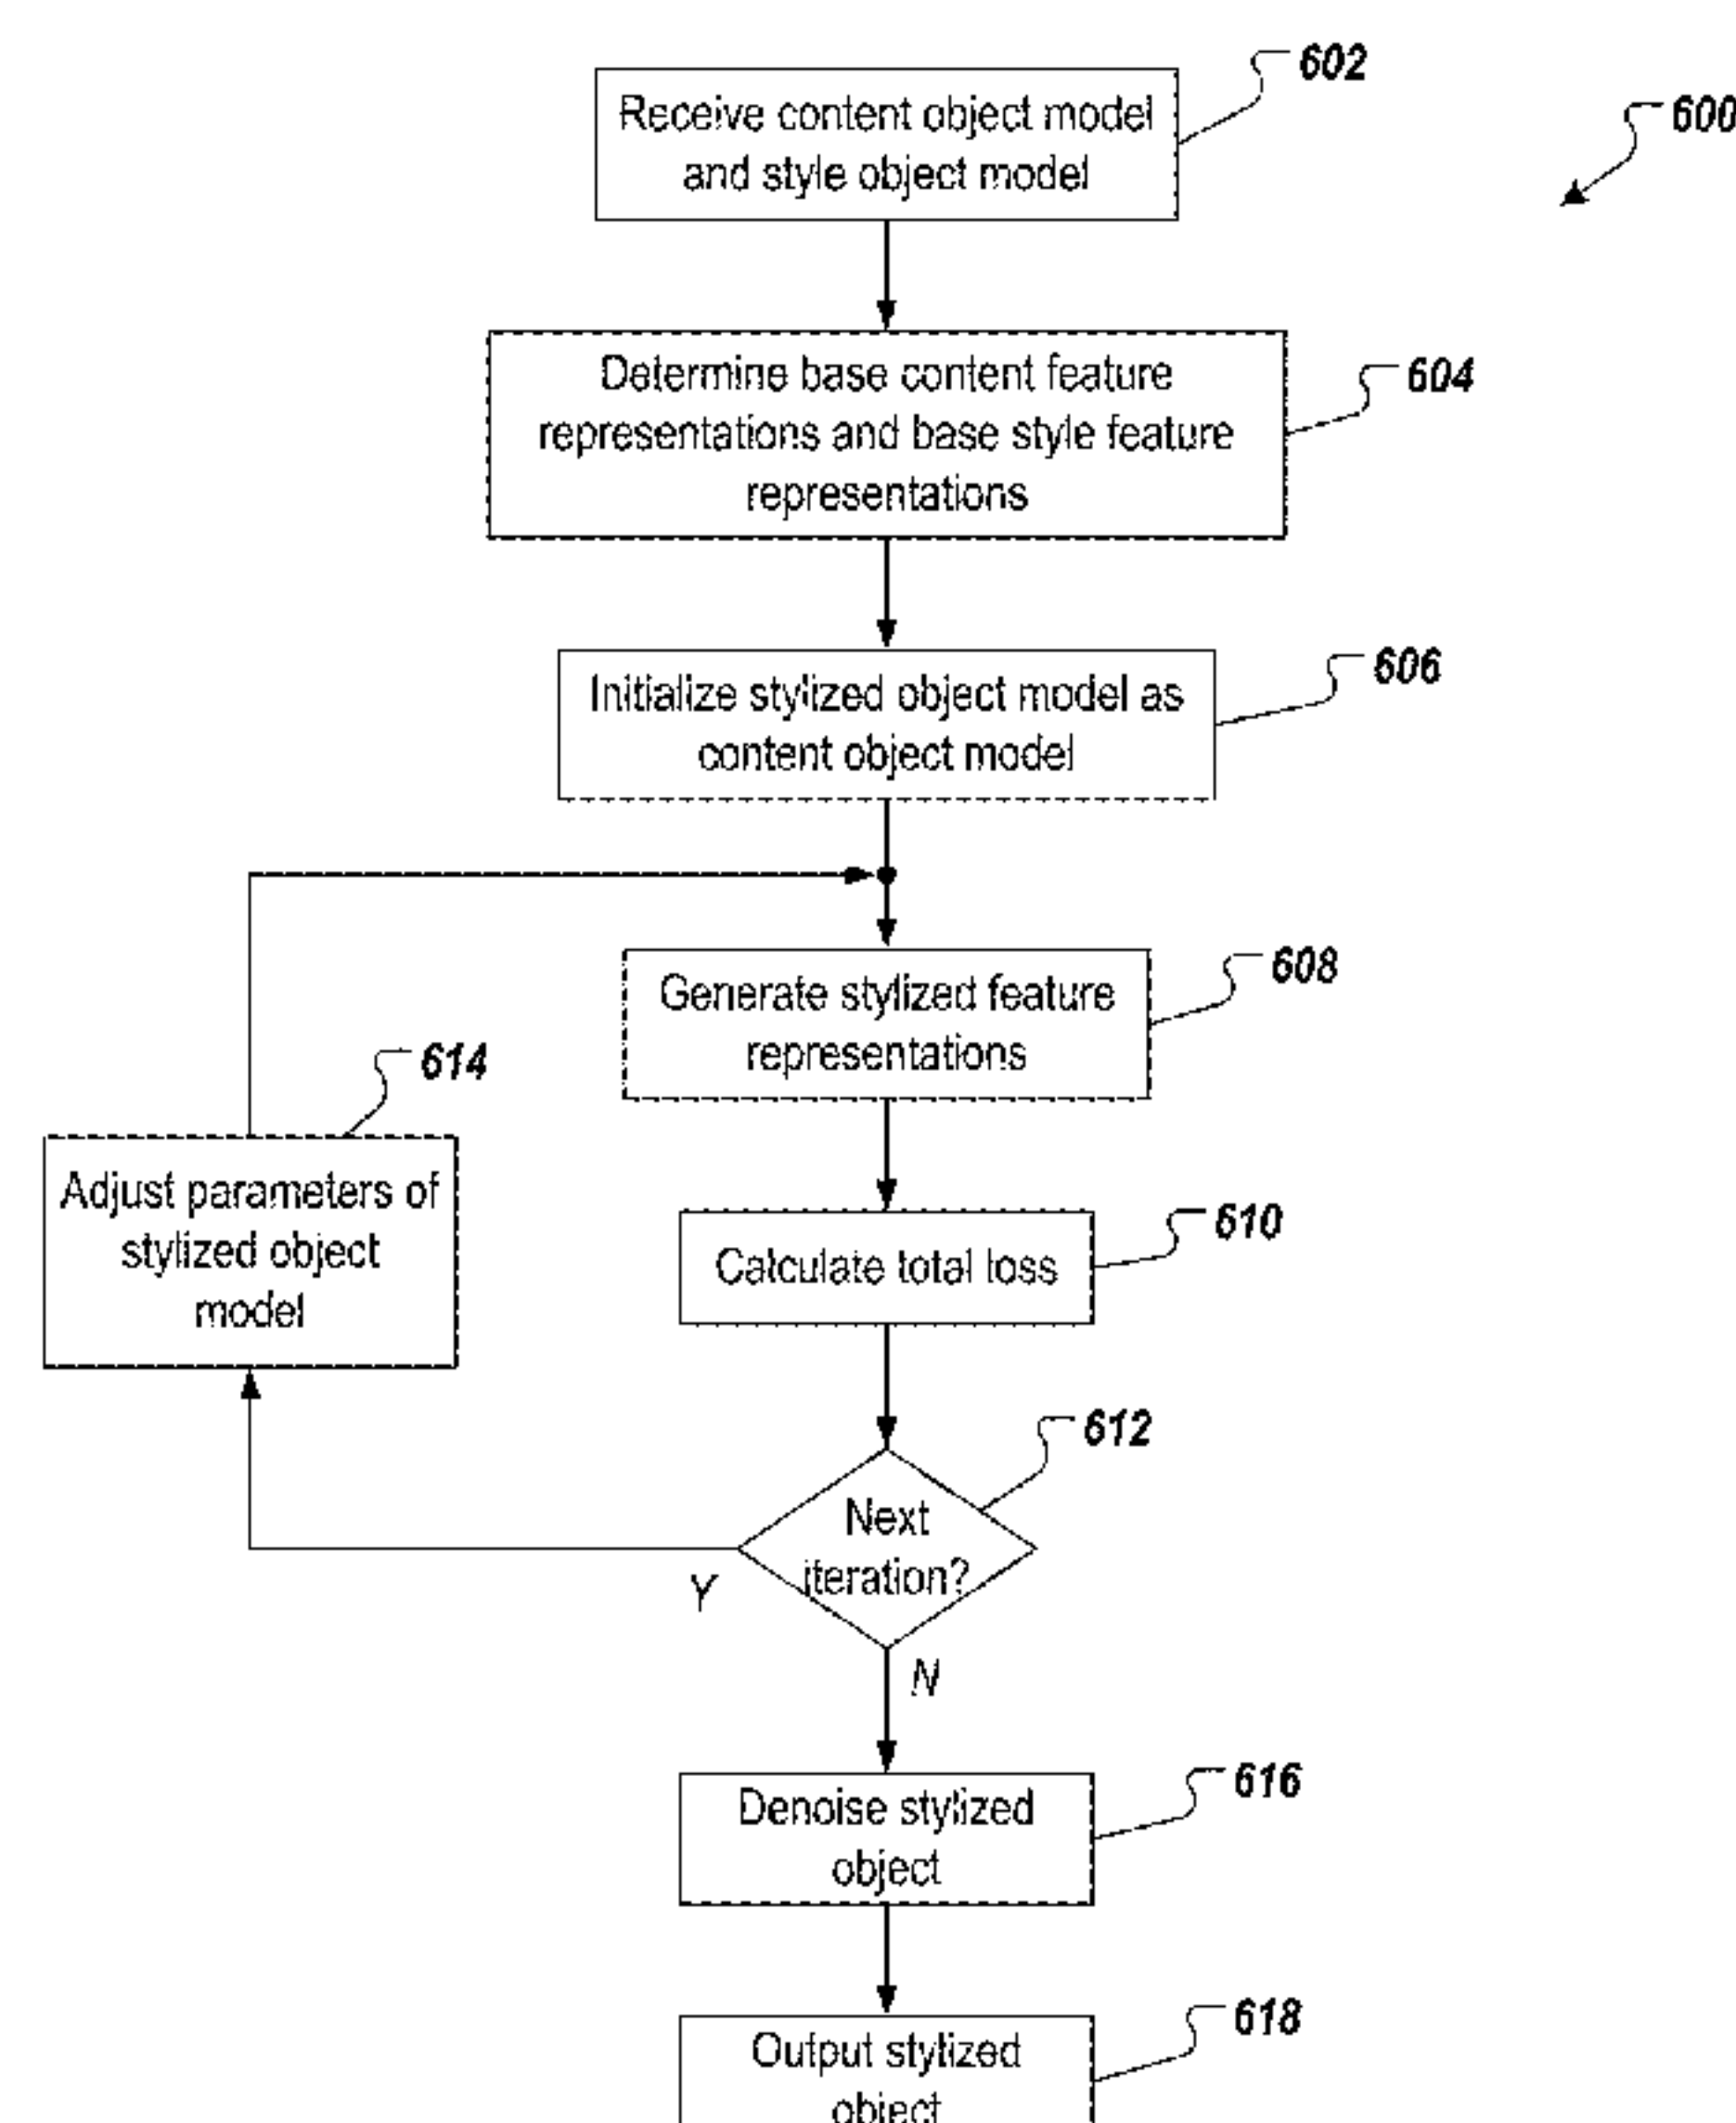 602
600
Receive content object model
and style object model
604
Determine base content feature
representations and base style feature
representations
606
Initialize stylized object model as
content object model
608
Generate stylized feature
representations
614
Adjust parameters of
stylized object
model
610
Calculate total loss
612
Next
iteration?
Y
N
616
Denoise stylized
object
618
Output stylized
object